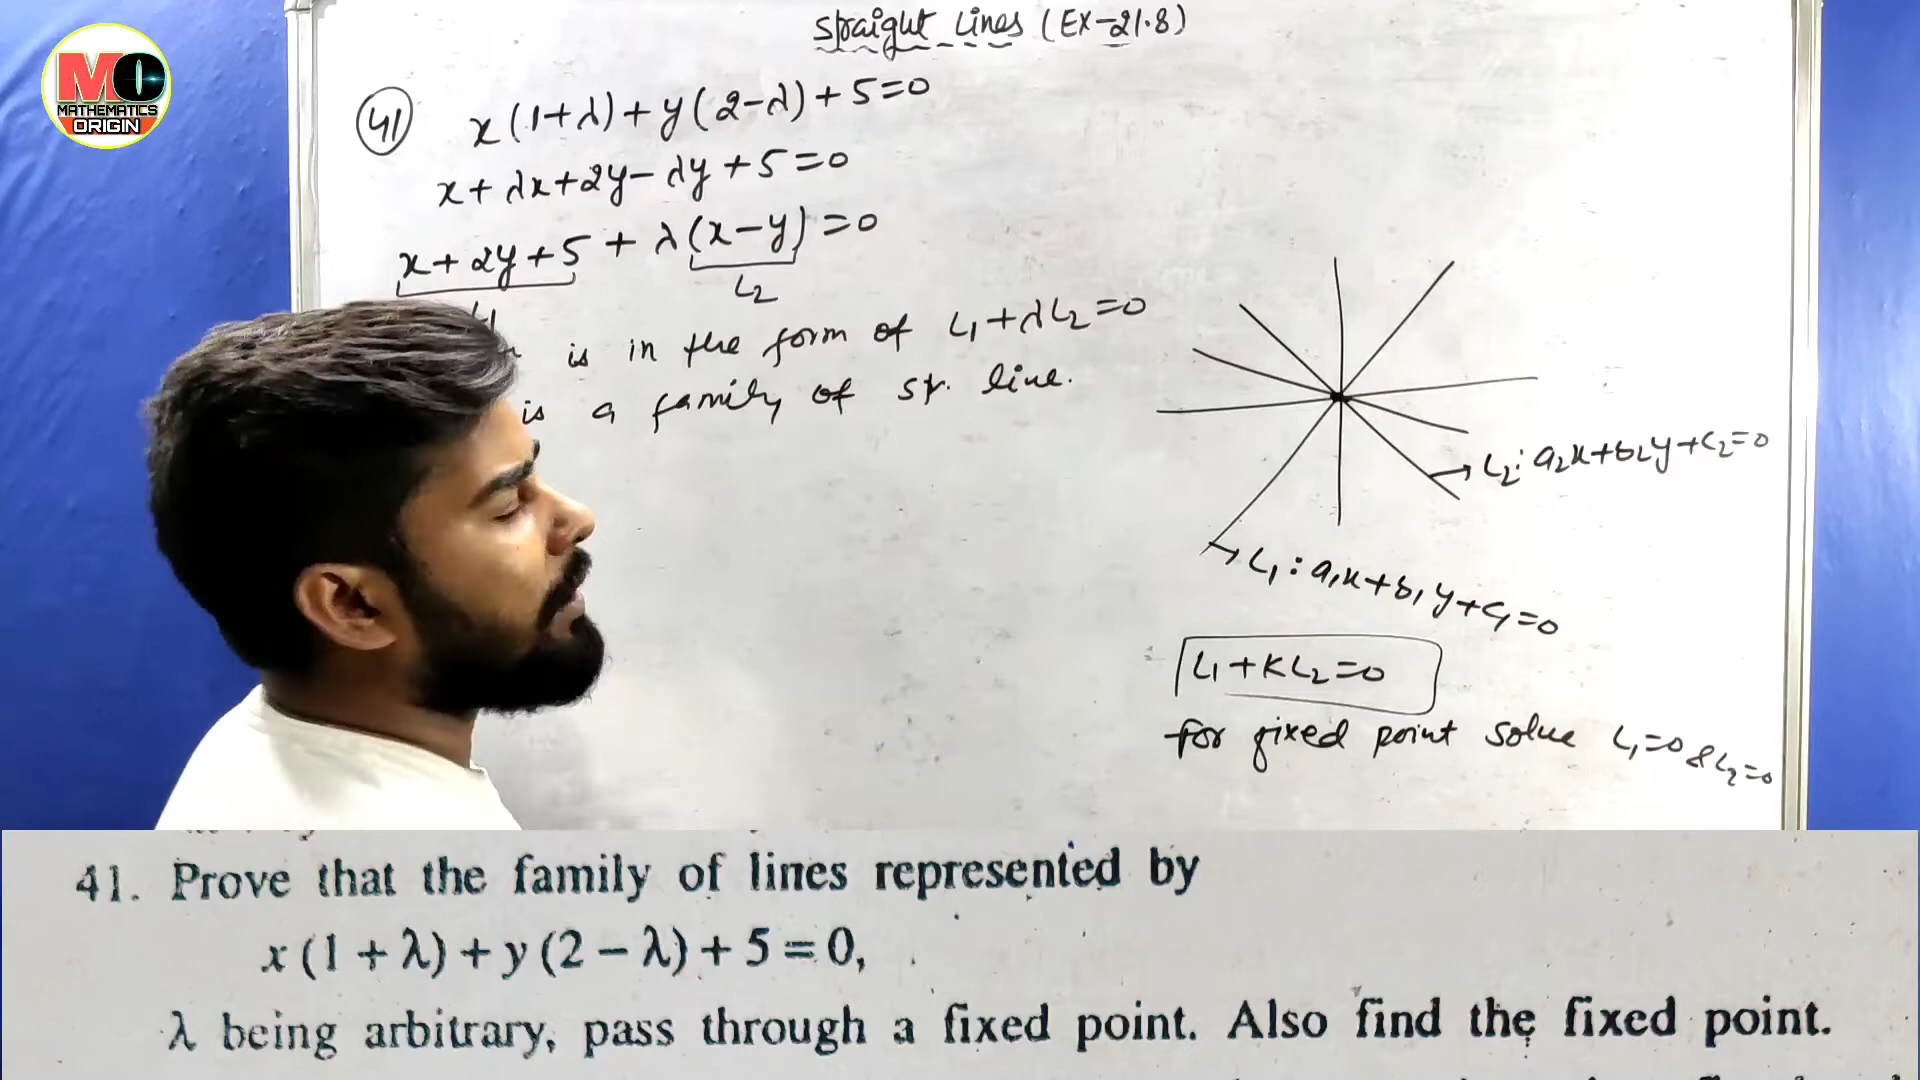 MO
MATHEMATICS
ORIGIN
Straight Lines (Ex-21.8)
41
x(1+λ)+y(2-λ)+5=0
x+λx+2y-λy+5=0
x+2y+5+λ(x-y)=0
L2
is in the form of L1+λL2=0
is a family of st. line.
L2: a2x+b2y+c2=0
L1: a1x+b1y+c1=0
L1+KL2=0
for fixed point solve L1=0 & L2=0
41. Prove that the family of lines represented by
x (1 + λ) + y (2 − λ) + 5 = 0,
λ being arbitrary, pass through a fixed point. Also find the fixed point.